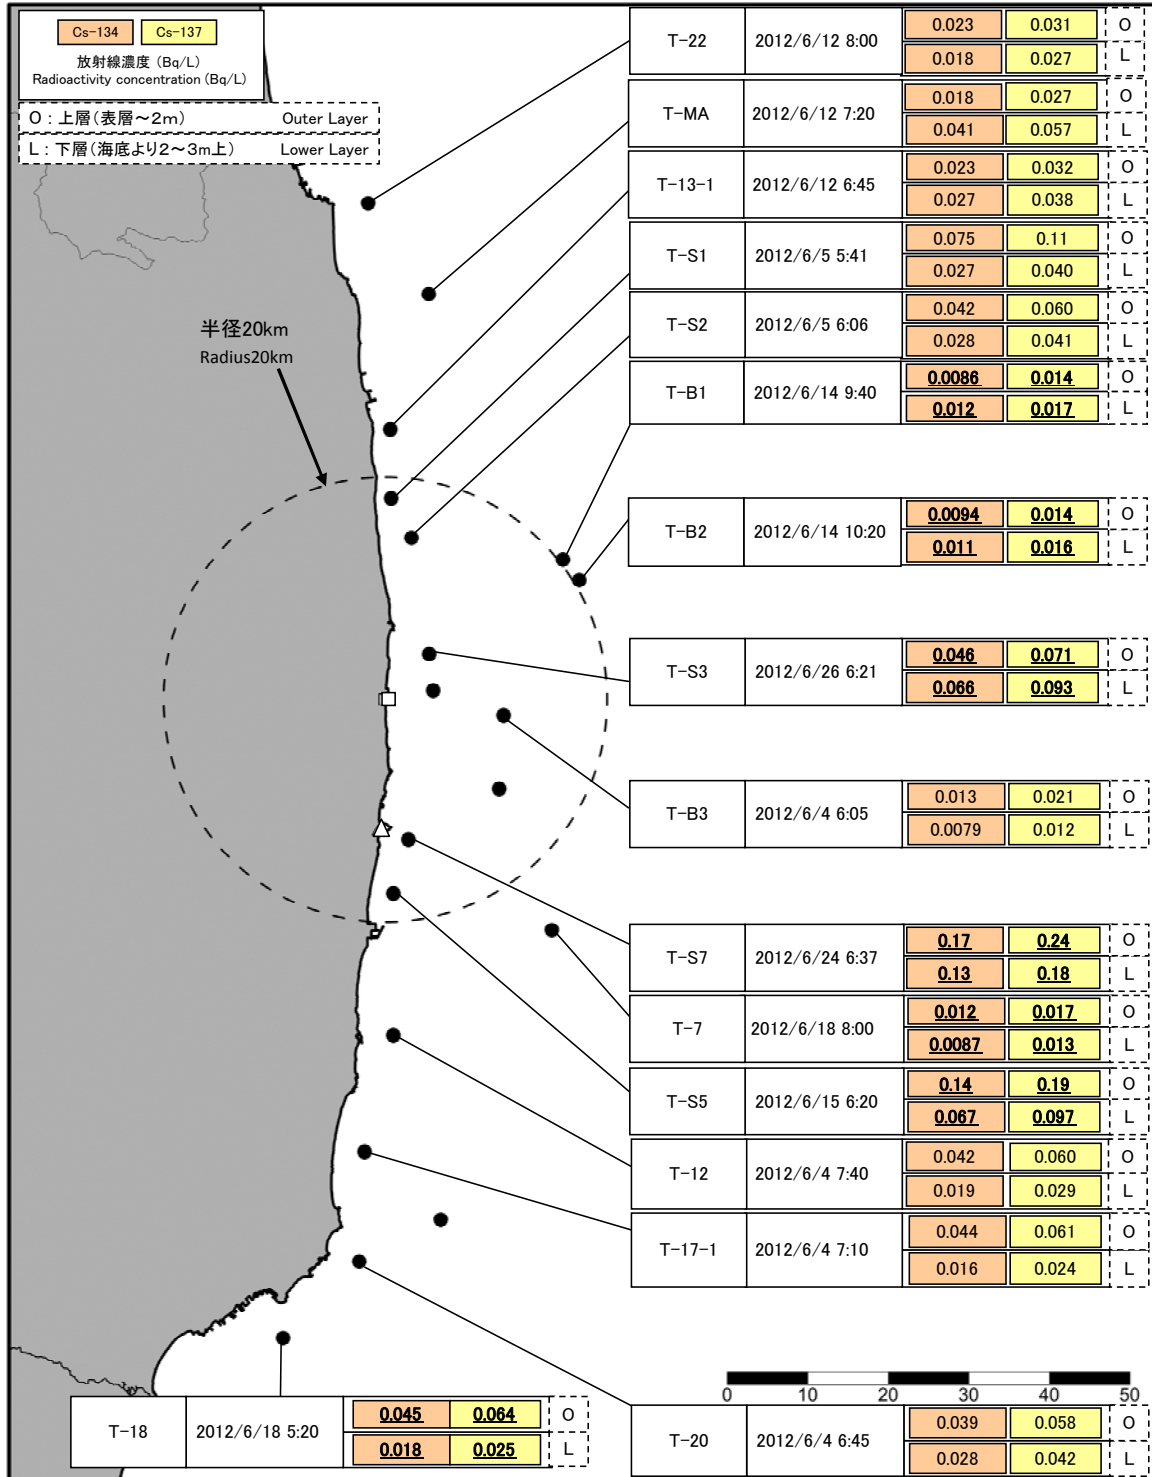 Cs-134 Cs-137
放射線濃度 (Bq/L)
Radioactivity concentration (Bq/L)
O : 上層(表層～2m) Outer Layer
L : 下層(海底より2～3m上) Lower Layer
半径20km
Radius20km
T-22 2012/6/12 8:00 0.023 0.031 O
0.018 0.027 L
T-MA 2012/6/12 7:20 0.018 0.027 O
0.041 0.057 L
T-13-1 2012/6/12 6:45 0.023 0.032 O
0.027 0.038 L
T-S1 2012/6/5 5:41 0.075 0.11 O
0.027 0.040 L
T-S2 2012/6/5 6:06 0.042 0.060 O
0.028 0.041 L
T-B1 2012/6/14 9:40 0.0086 0.014 O
0.012 0.017 L
T-B2 2012/6/14 10:20 0.0094 0.014 O
0.011 0.016 L
T-S3 2012/6/26 6:21 0.046 0.071 O
0.066 0.093 L
T-B3 2012/6/4 6:05 0.013 0.021 O
0.0079 0.012 L
T-S7 2012/6/24 6:37 0.17 0.24 O
0.13 0.18 L
T-7 2012/6/18 8:00 0.012 0.017 O
0.0087 0.013 L
T-S5 2012/6/15 6:20 0.14 0.19 O
0.067 0.097 L
T-12 2012/6/4 7:40 0.042 0.060 O
0.019 0.029 L
T-17-1 2012/6/4 7:10 0.044 0.061 O
0.016 0.024 L
0 10 20 30 40 50
T-18 2012/6/18 5:20 0.045 0.064 O
0.018 0.025 L
T-20 2012/6/4 6:45 0.039 0.058 O
0.028 0.042 L